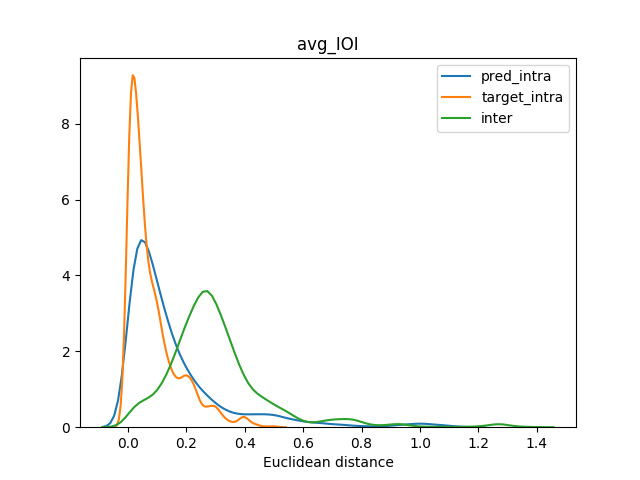 avg_IOI
pred_intra
target_intra
inter
8
6
4
2
0
0.0 0.2 0.4 0.6 0.8 1.0 1.2 1.4
Euclidean distance